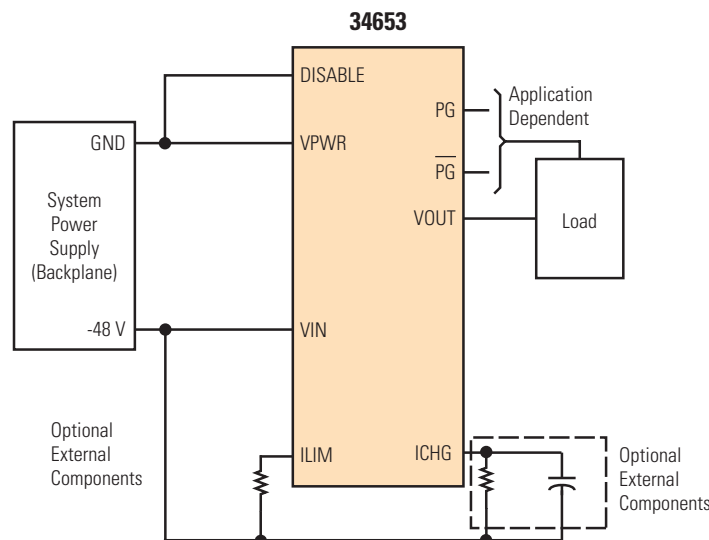 34653
DISABLE
PG
Application
Dependent
GND
VPWR
P̅G̅
System
Power
Supply
(Backplane)
VOUT
Load
-48 V
VIN
Optional
External
Components
ILIM
ICHG
Optional
External
Components